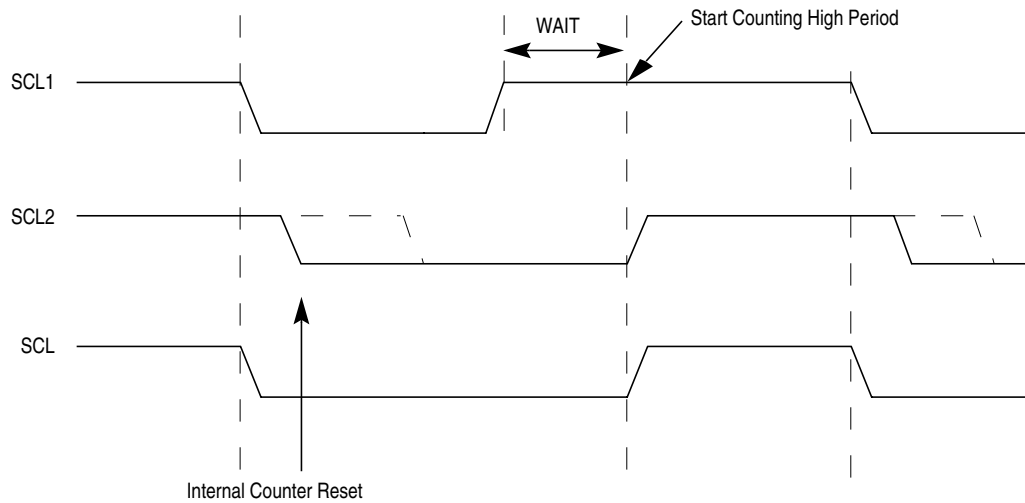 Start Counting High Period
WAIT
SCL1
SCL2
SCL
Internal Counter Reset